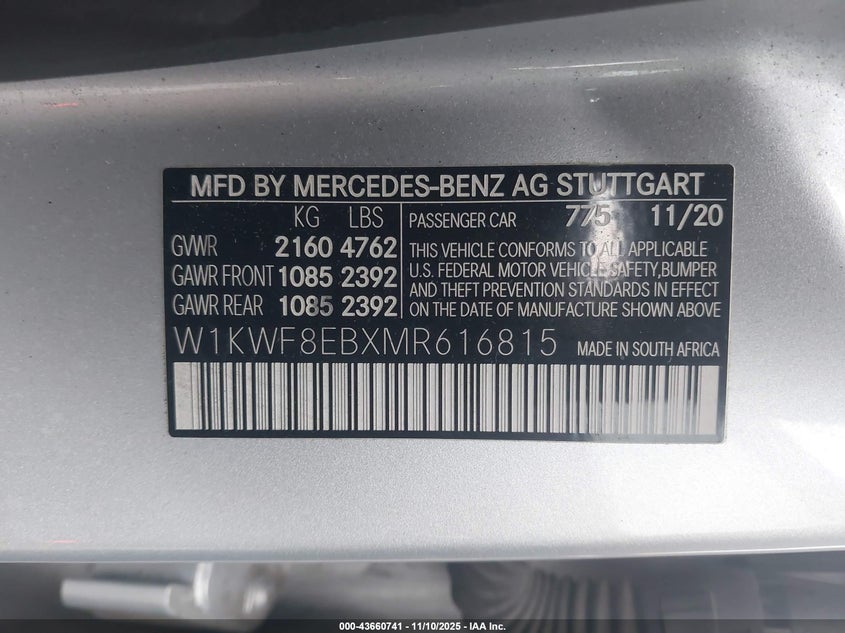 MFD BY MERCEDES-BENZ AG STUTTGART
KG LBS
GVWR 2160 4762
GAWR FRONT 1085 2392
GAWR REAR 1085 2392
PASSENGER CAR 775 11/20
THIS VEHICLE CONFORMS TO ALL APPLICABLE
U.S. FEDERAL MOTOR VEHICLE SAFETY,BUMPER
AND THEFT PREVENTION STANDARDS IN EFFECT
ON THE DATE OF MANUFACTURE SHOWN ABOVE
W1KWF8EBXMR616815 MADE IN SOUTH AFRICA
000-43660741 - 11/10/2025 - IAA Inc.